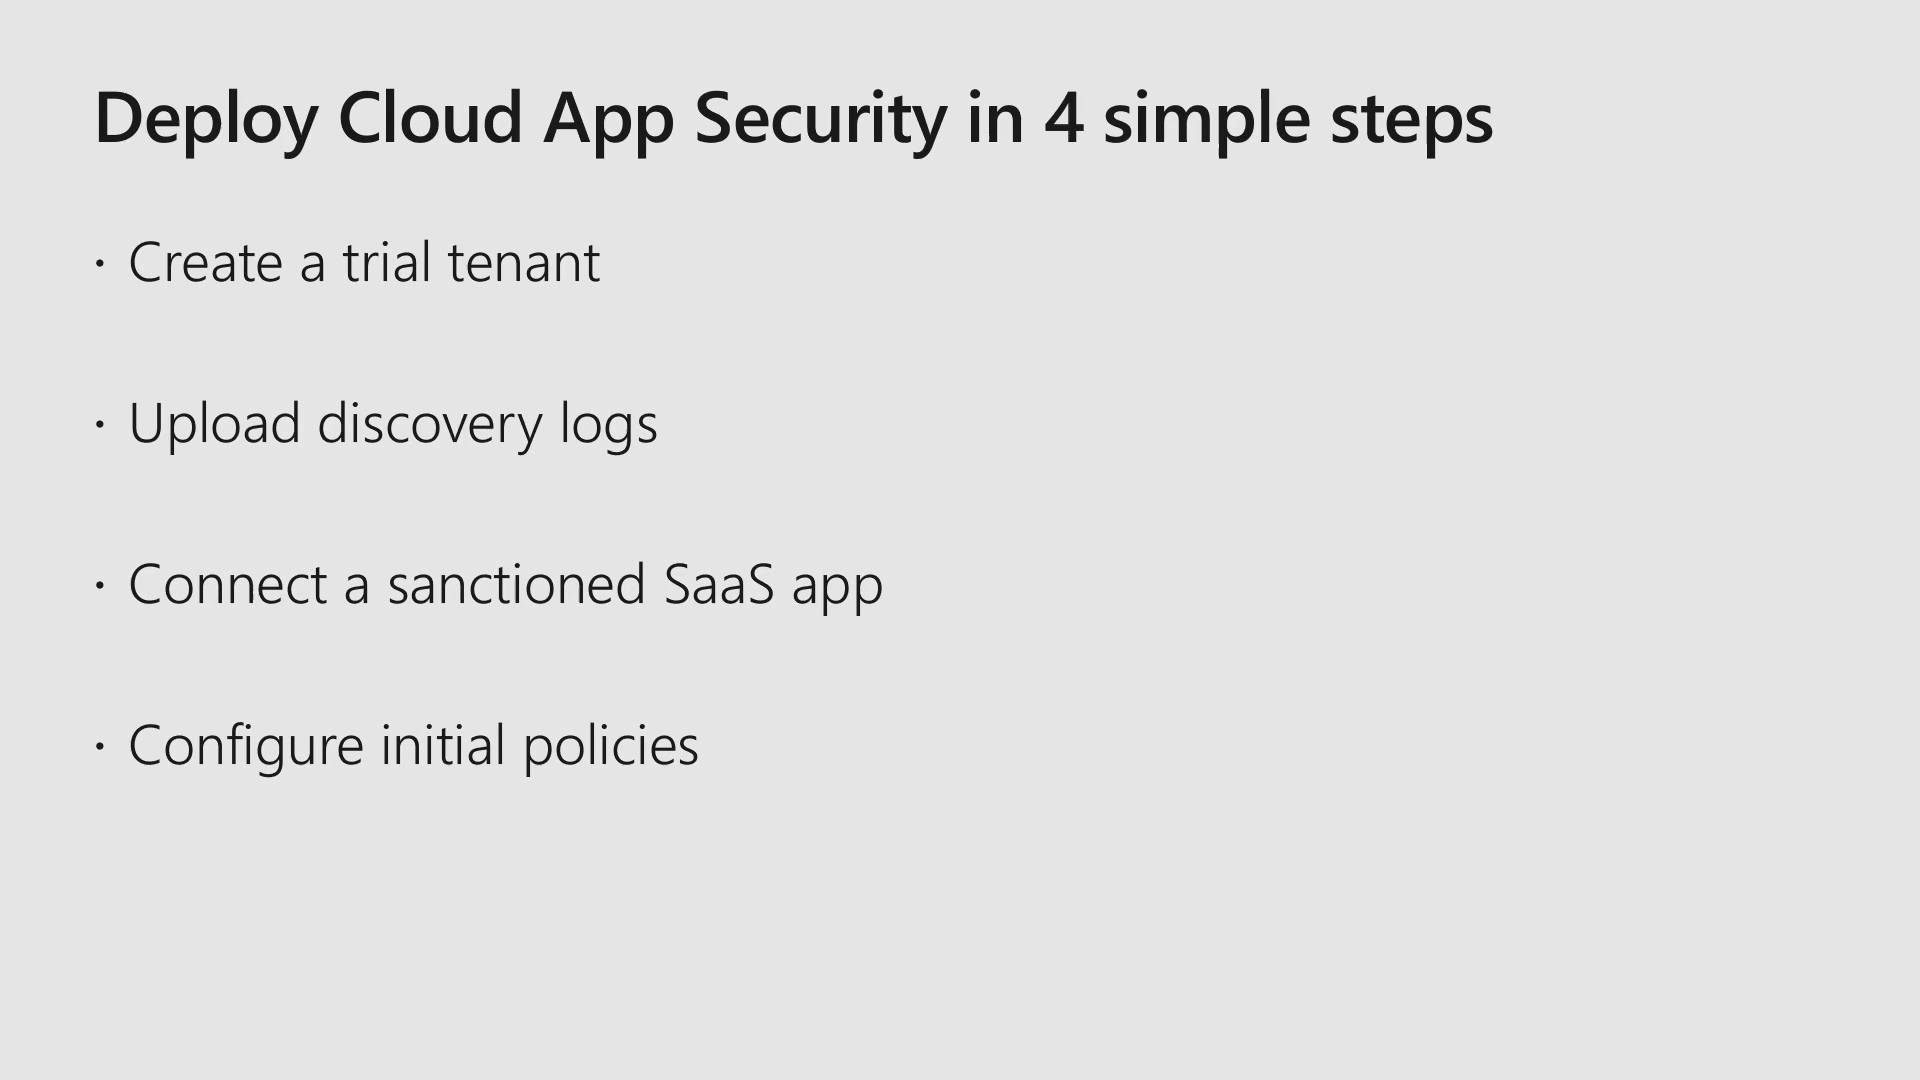 Deploy Cloud App Security in 4 simple steps
· Create a trial tenant
· Upload discovery logs
· Connect a sanctioned SaaS app
· Configure initial policies